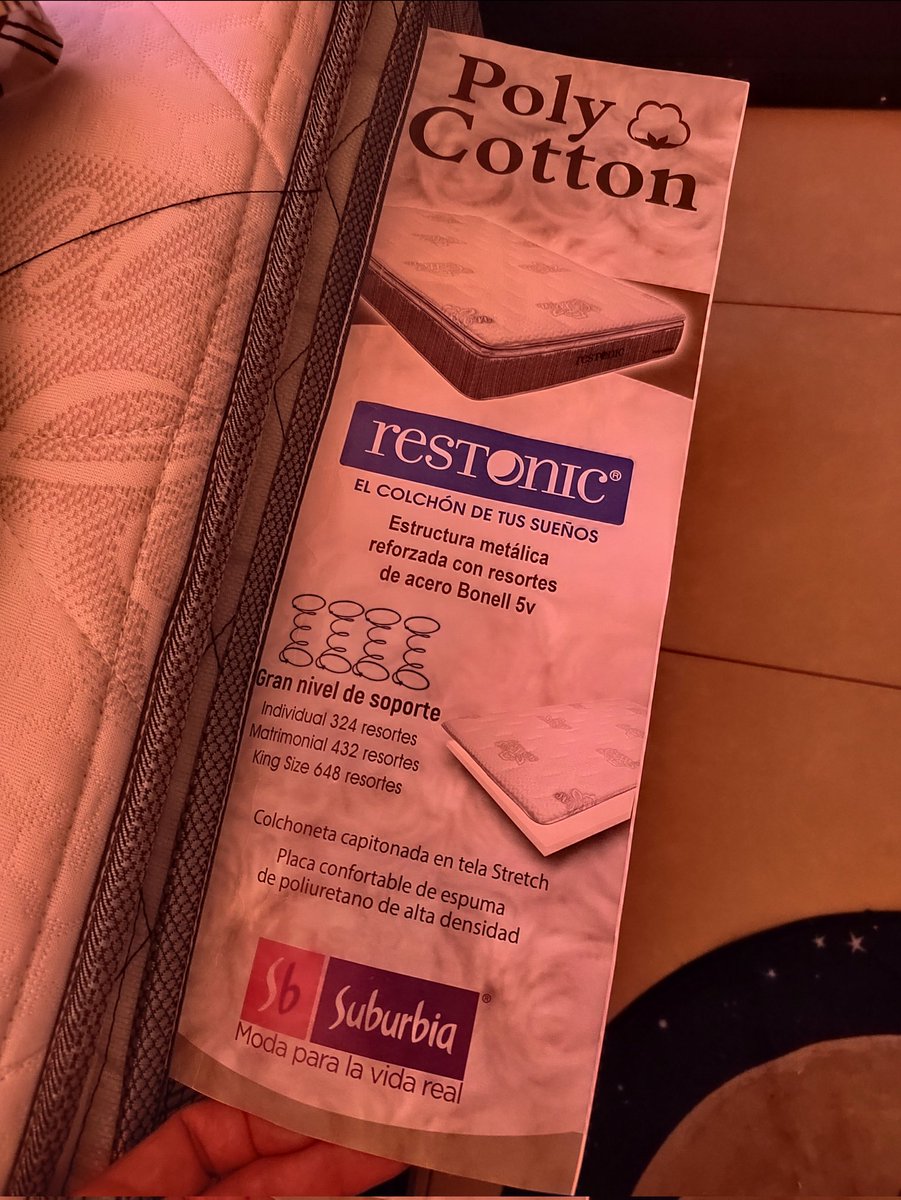 Poly
Cotton
resTonic®
EL COLCHÓN DE TUS SUEÑOS
Estructura metálica
reforzada con resortes
de acero Bonell 5v
Gran nivel de soporte
Individual 324 resortes
Matrimonial 432 resortes
King Size 648 resortes
Colchoneta capitonada en tela Stretch
Placa confortable de espuma
de poliuretano de alta densidad
Sb Suburbia®
Moda para la vida real